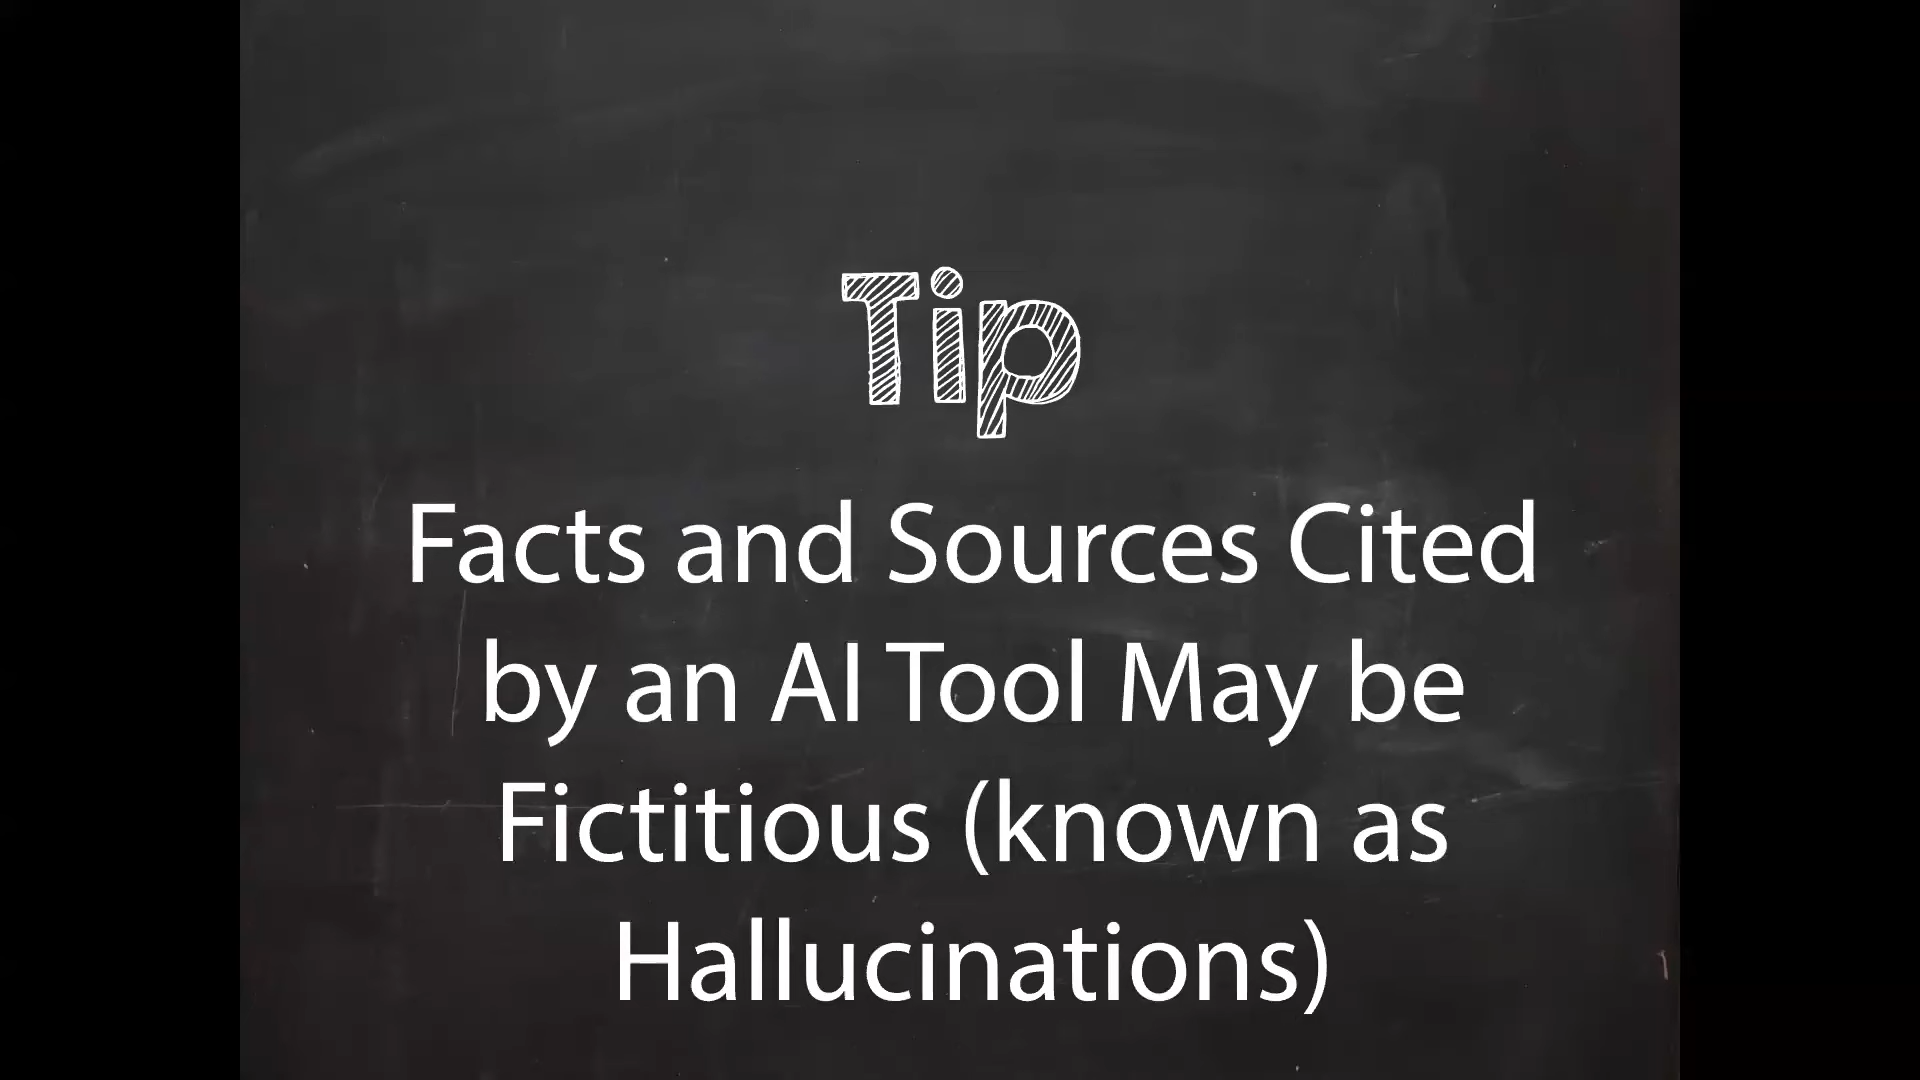 Tip
Facts and Sources Cited
by an AI Tool May be
Fictitious (known as
Hallucinations)